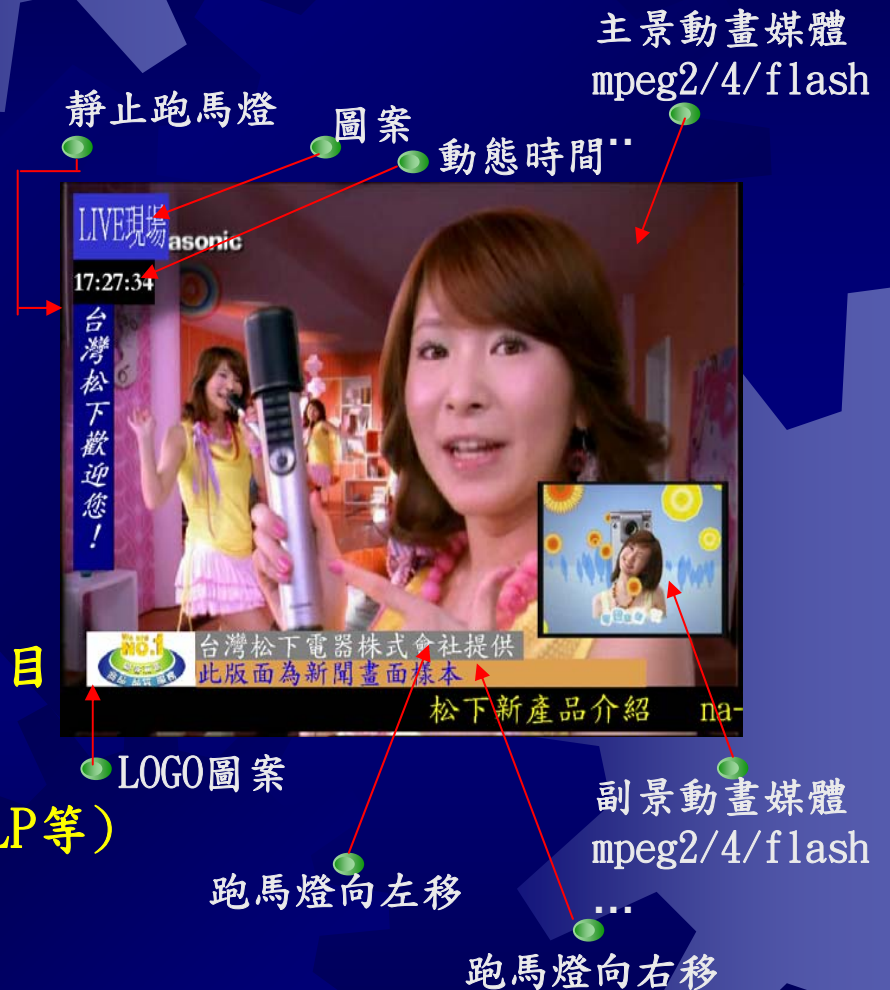 主景動畫媒體
mpeg2/4/flash
靜止跑馬燈
圖案
動態時間¨
LIVE現場
asonic
17:27:34
台灣松下歡迎您！
NO.1
台灣松下電器株式會社提供
此版面為新聞畫面樣本
目
松下新產品介紹 na-
LOGO圖案
LP等）
副景動畫媒體
mpeg2/4/flash
…
跑馬燈向左移
跑馬燈向右移